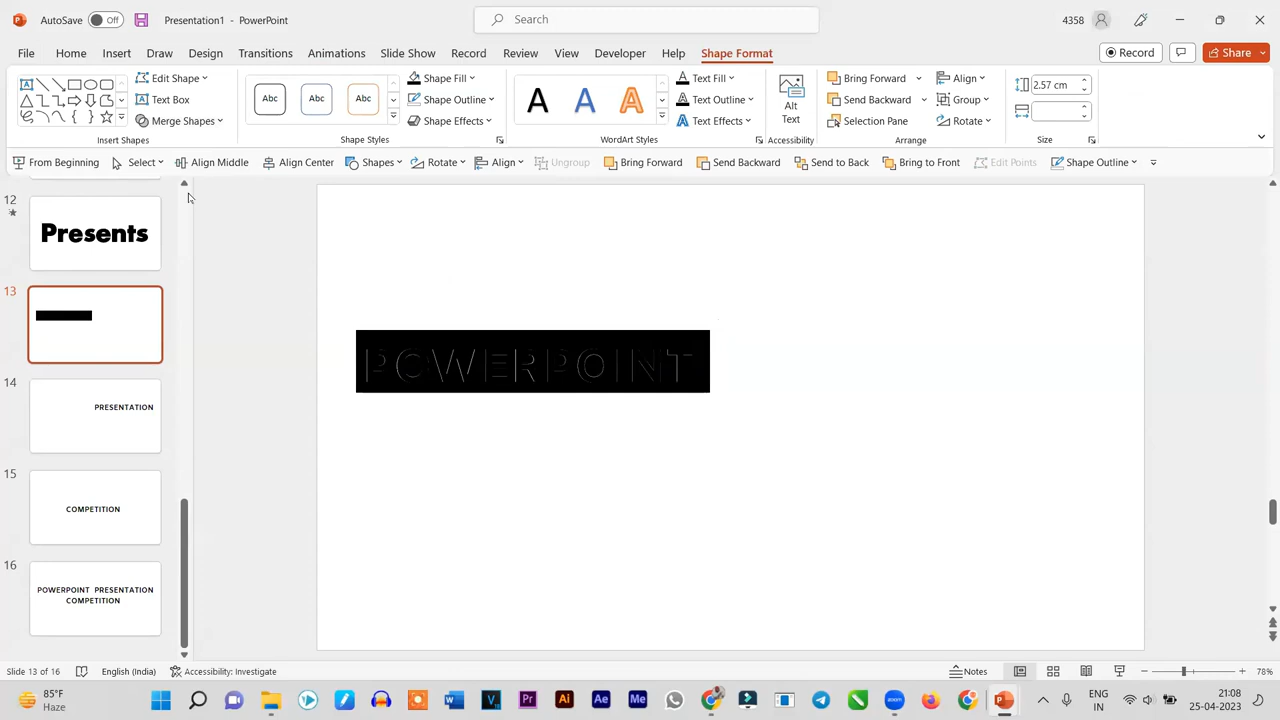 AutoSave Off Presentation1 - PowerPoint Search 4358
File Home Insert Draw Design Transitions Animations Slide Show Record Review View Developer Help Shape Format Record Share
Edit Shape
Text Box
Merge Shapes
Insert Shapes
Abc Abc Abc
Shape Fill
Shape Outline
Shape Effects
Shape Styles
A A A
Text Fill
Text Outline
Text Effects
WordArt Styles
Alt
Text
Accessibility
Bring Forward
Send Backward
Selection Pane
Align
Group
Rotate
Arrange
2.57 cm
Size
From Beginning Select Align Middle Align Center Shapes Rotate Align Ungroup Bring Forward Send Backward Send to Back Bring to Front Edit Points Shape Outline
12
Presents
13
14
PRESENTATION
15
COMPETITION
16
POWERPOINT PRESENTATION
COMPETITION
POWERPOINT
Slide 13 of 16 English (India) Accessibility: Investigate Notes 78%
85°F
Haze
ENG
IN
21:08
25-04-2023